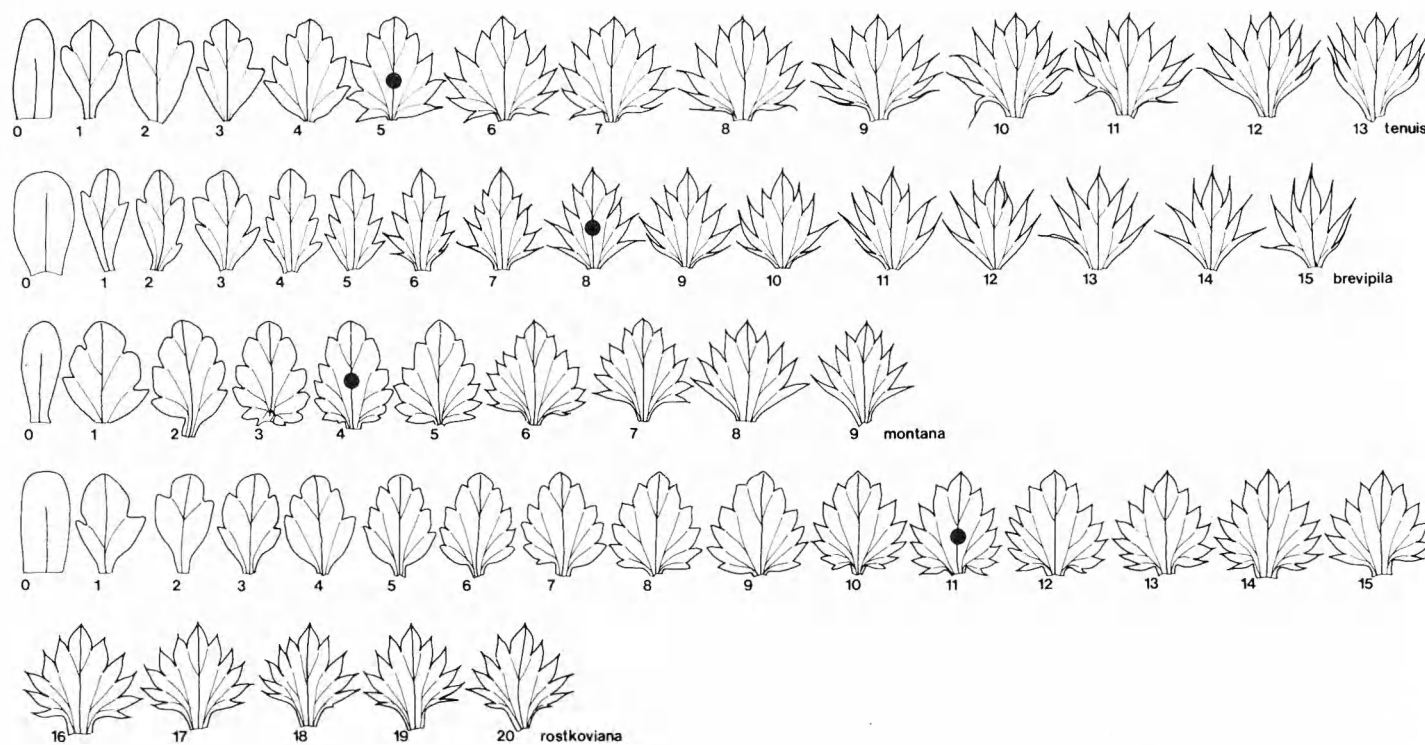 0 1 2 3 4 5 6 7 8 9 10 11 12 13 tenuis
0 1 2 3 4 5 6 7 8 9 10 11 12 13 14 15 brevipila
0 1 2 3 4 5 6 7 8 9 montana
0 1 2 3 4 5 6 7 8 9 10 11 12 13 14 15
16 17 18 19 20 rostkoviana